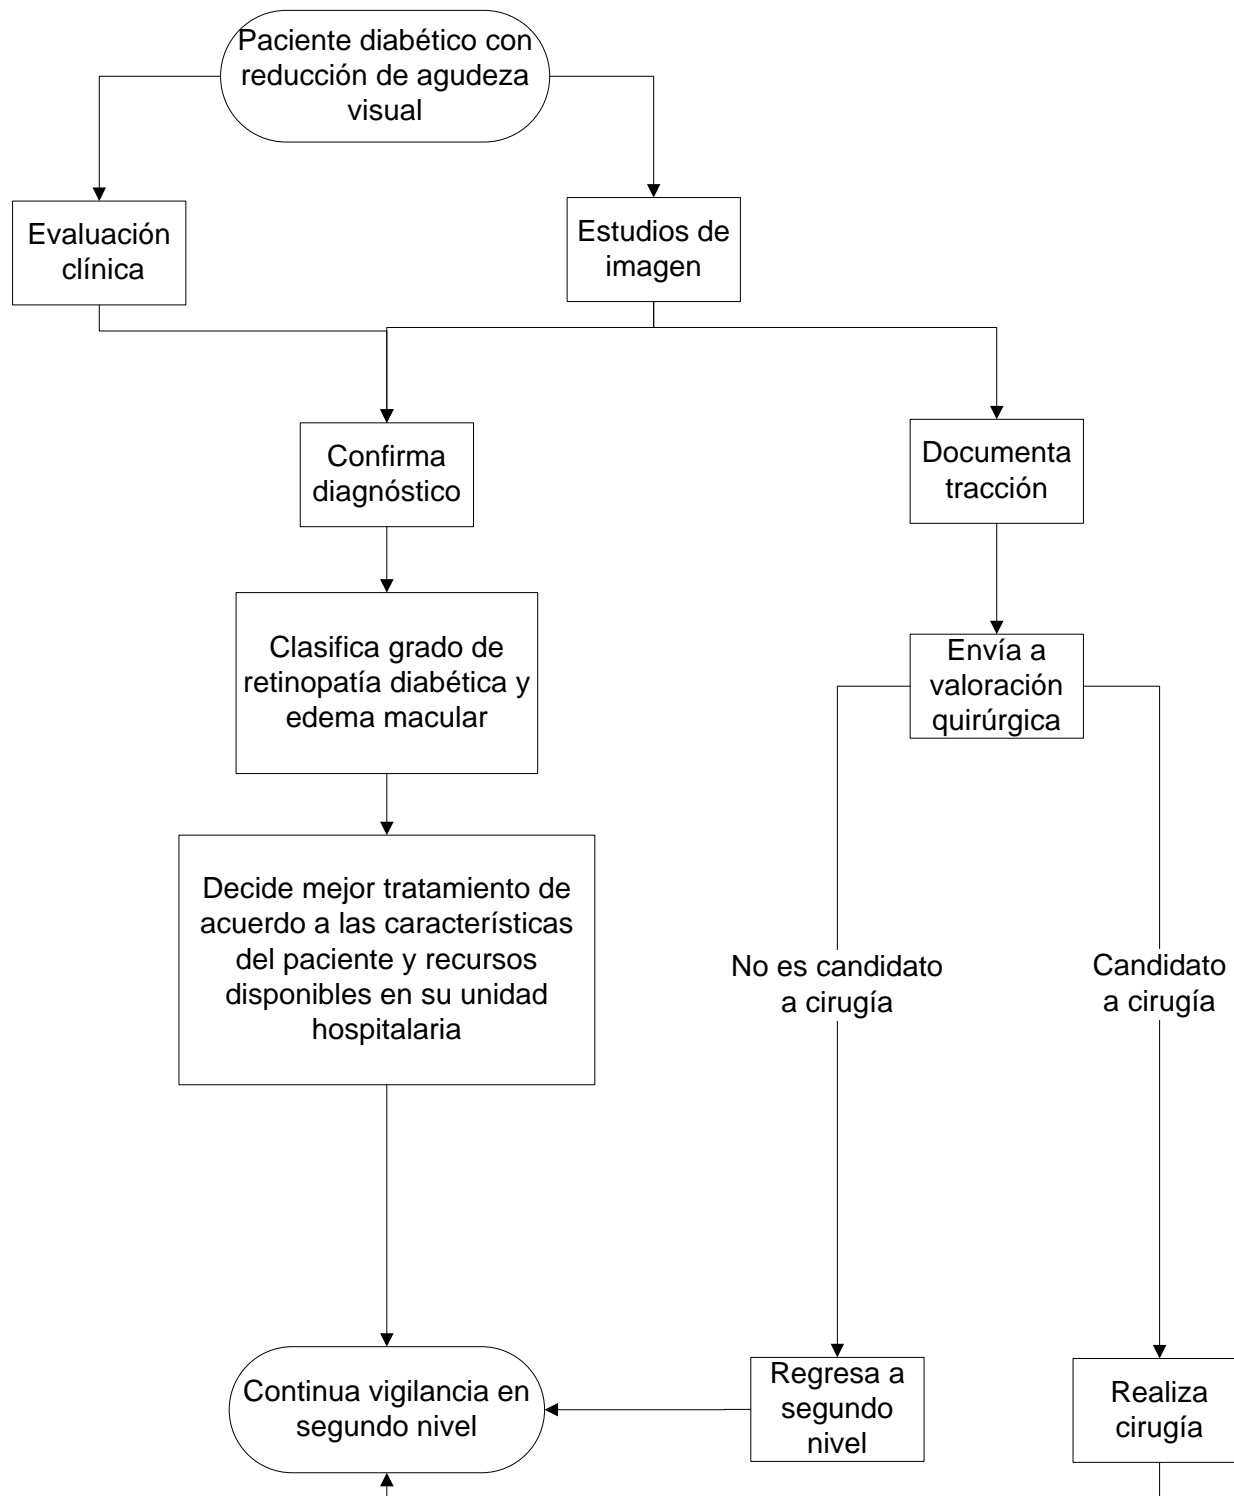 Paciente diabético con
reducción de agudeza
visual
Evaluación
clínica
Estudios de
imagen
Confirma
diagnóstico
Documenta
tracción
Clasifica grado de
retinopatía diabética y
edema macular
Envía a
valoración
quirúrgica
Decide mejor tratamiento de
acuerdo a las características
del paciente y recursos
disponibles en su unidad
hospitalaria
No es candidato
a cirugía
Candidato
a cirugía
Continua vigilancia en
segundo nivel
Regresa a
segundo
nivel
Realiza
cirugía